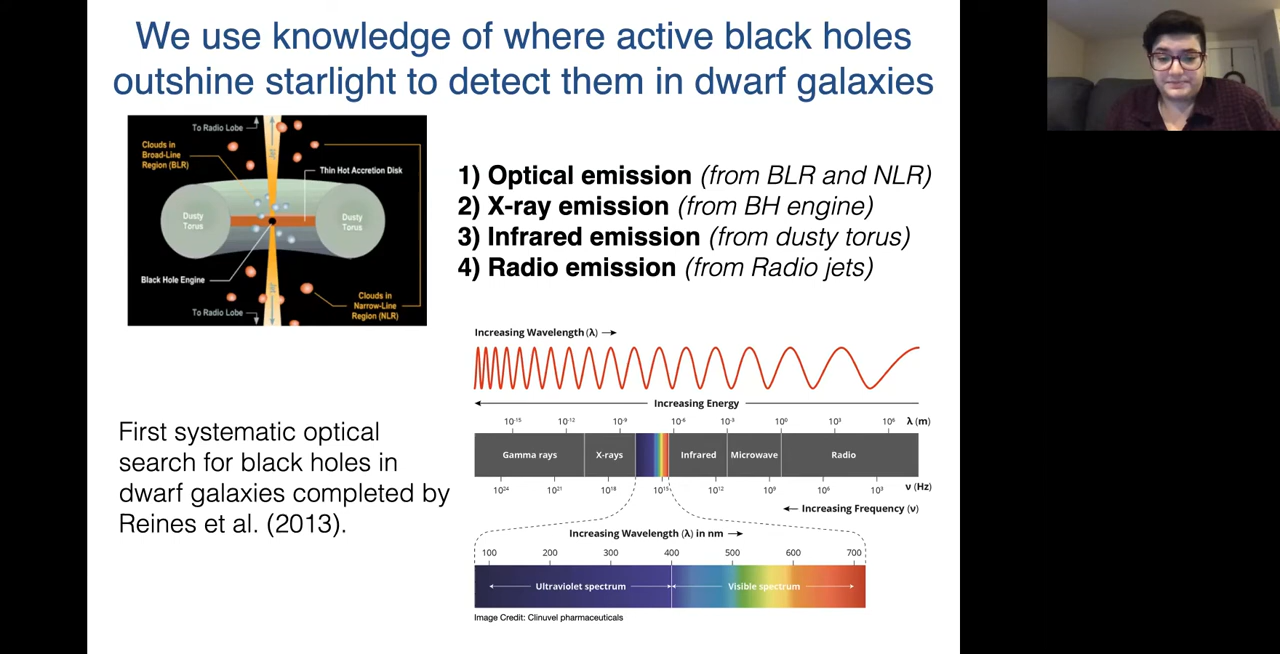 We use knowledge of where active black holes
outshine starlight to detect them in dwarf galaxies
To Radio Lobe
Clouds in
Broad-Line
Region (BLR)
Thin Hot Accretion Disk
Dusty
Torus
Dusty
Torus
Black Hole Engine
Clouds in
Narrow-Line
Region (NLR)
To Radio Lobe
1) Optical emission (from BLR and NLR)
2) X-ray emission (from BH engine)
3) Infrared emission (from dusty torus)
4) Radio emission (from Radio jets)
First systematic optical
search for black holes in
dwarf galaxies completed by
Reines et al. (2013).
Increasing Wavelength (λ) →
← Increasing Energy
10⁻¹⁵ 10⁻¹² 10⁻⁹ 10⁻⁶ 10⁻³ 10⁰ 10³ 10⁶ λ (m)
Gamma rays X-rays Infrared Microwave Radio
10²⁴ 10²¹ 10¹⁸ 10¹⁵ 10¹² 10⁹ 10⁶ 10³ ν (Hz)
← Increasing Frequency (ν)
Increasing Wavelength (λ) in nm →
100 200 300 400 500 600 700
Ultraviolet spectrum Visible spectrum
Image Credit: Clinuvel pharmaceuticals